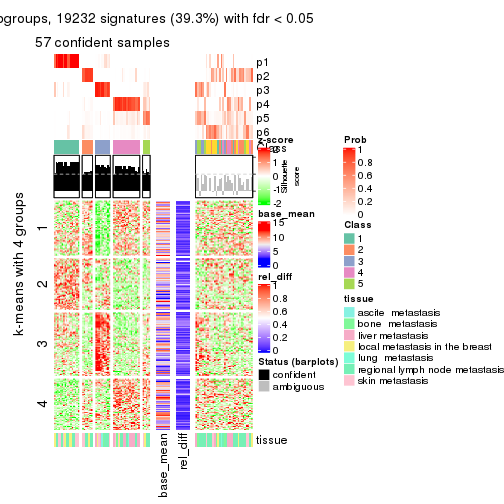 ogroups, 19232 signatures (39.3%) with fdr < 0.05
57 confident samples
p1
p2
p3
p4
p5
p6
Class
z-score
2
1
0
-1
-2
Silhouette
score
k-means with 4 groups
1
2
3
4
base_mean
15
10
5
0
rel_diff
1
0.8
0.6
0.4
0.2
0
Status (barplots)
confident
ambiguous
Prob
1
0.8
0.6
0.4
0.2
0
Class
1
2
3
4
5
tissue
ascite metastasis
bone metastasis
liver metastasis
local metastasis in the breast
lung metastasis
regional lymph node metastasis
skin metastasis
tissue
base_mean
rel_diff